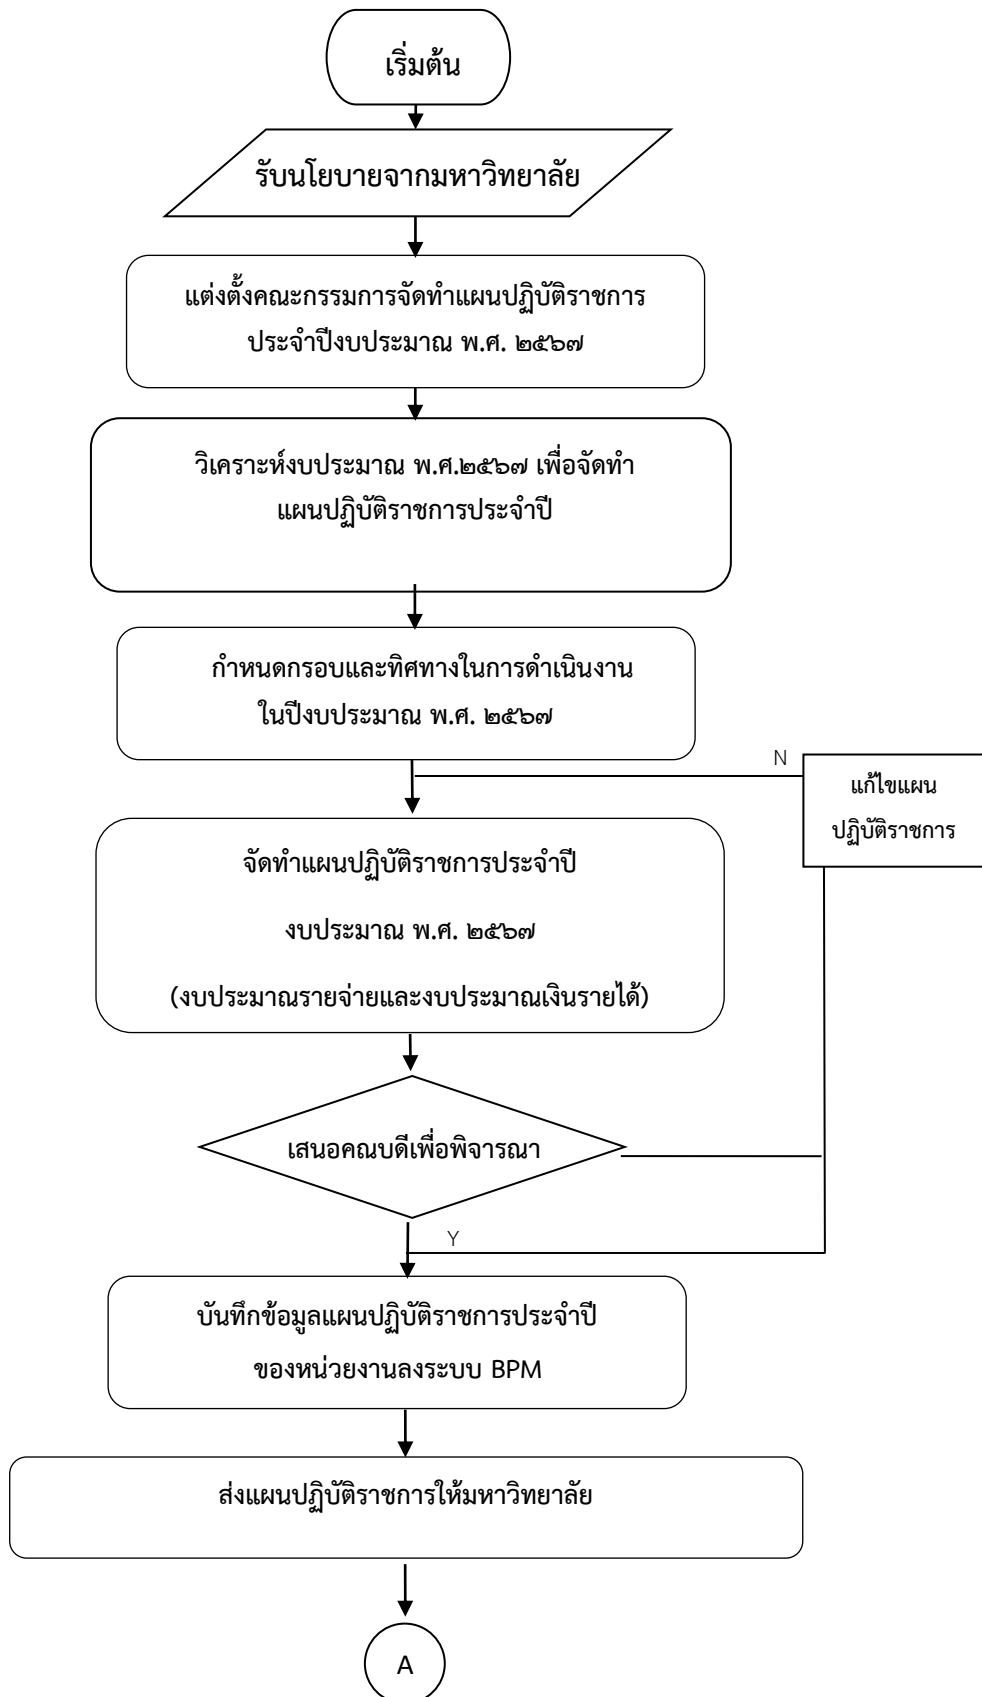 เริ่มต้น
รับนโยบายจากมหาวิทยาลัย
แต่งตั้งคณะกรรมการจัดทำแผนปฏิบัติราชการ
ประจำปีงบประมาณ พ.ศ. ๒๕๖๗
วิเคราะห์งบประมาณ พ.ศ.๒๕๖๗ เพื่อจัดทำ
แผนปฏิบัติราชการประจำปี
กำหนดกรอบและทิศทางในการดำเนินงาน
ในปีงบประมาณ พ.ศ. ๒๕๖๗
N
แก้ไขแผน
ปฏิบัติราชการ
จัดทำแผนปฏิบัติราชการประจำปี
งบประมาณ พ.ศ. ๒๕๖๗
(งบประมาณรายจ่ายและงบประมาณเงินรายได้)
เสนอคณบดีเพื่อพิจารณา
Y
บันทึกข้อมูลแผนปฏิบัติราชการประจำปี
ของหน่วยงานลงระบบ BPM
ส่งแผนปฏิบัติราชการให้มหาวิทยาลัย
A